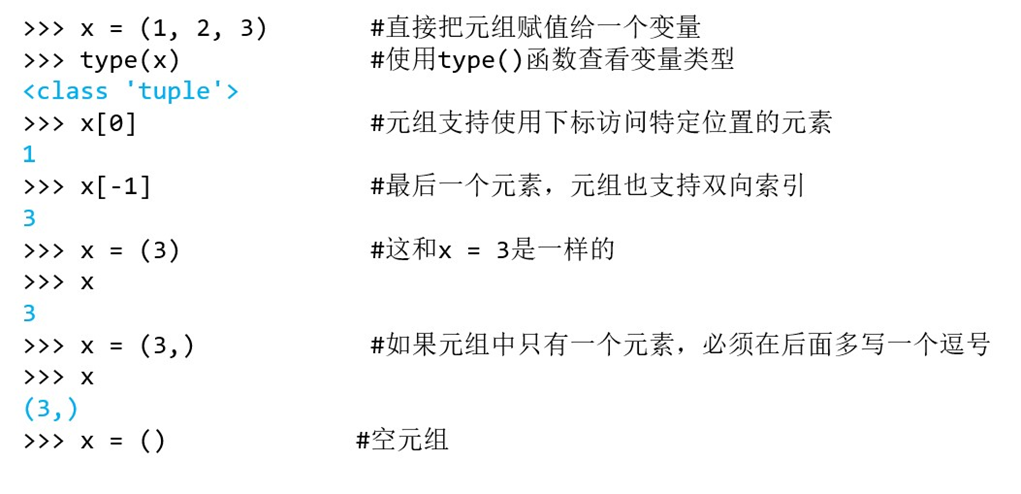 >>> x = (1, 2, 3) #直接把元组赋值给一个变量
>>> type(x) #使用type()函数查看变量类型
<class 'tuple'>
>>> x[0] #元组支持使用下标访问特定位置的元素
1
>>> x[-1] #最后一个元素，元组也支持双向索引
3
>>> x = (3) #这和x = 3是一样的
>>> x
3
>>> x = (3,) #如果元组中只有一个元素，必须在后面多写一个逗号
>>> x
(3,)
>>> x = () #空元组